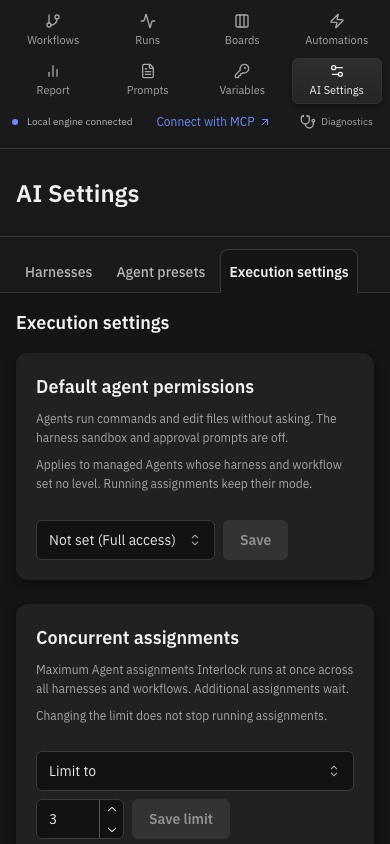 Workflows
Runs
Boards
Automations
Report
Prompts
Variables
AI Settings
Local engine connected
Connect with MCP
Diagnostics
AI Settings
Harnesses
Agent presets
Execution settings
Execution settings
Default agent permissions
Agents run commands and edit files without asking. The
harness sandbox and approval prompts are off.
Applies to managed Agents whose harness and workflow
set no level. Running assignments keep their mode.
Not set (Full access)
Save
Concurrent assignments
Maximum Agent assignments Interlock runs at once across
all harnesses and workflows. Additional assignments wait.
Changing the limit does not stop running assignments.
Limit to
3
Save limit